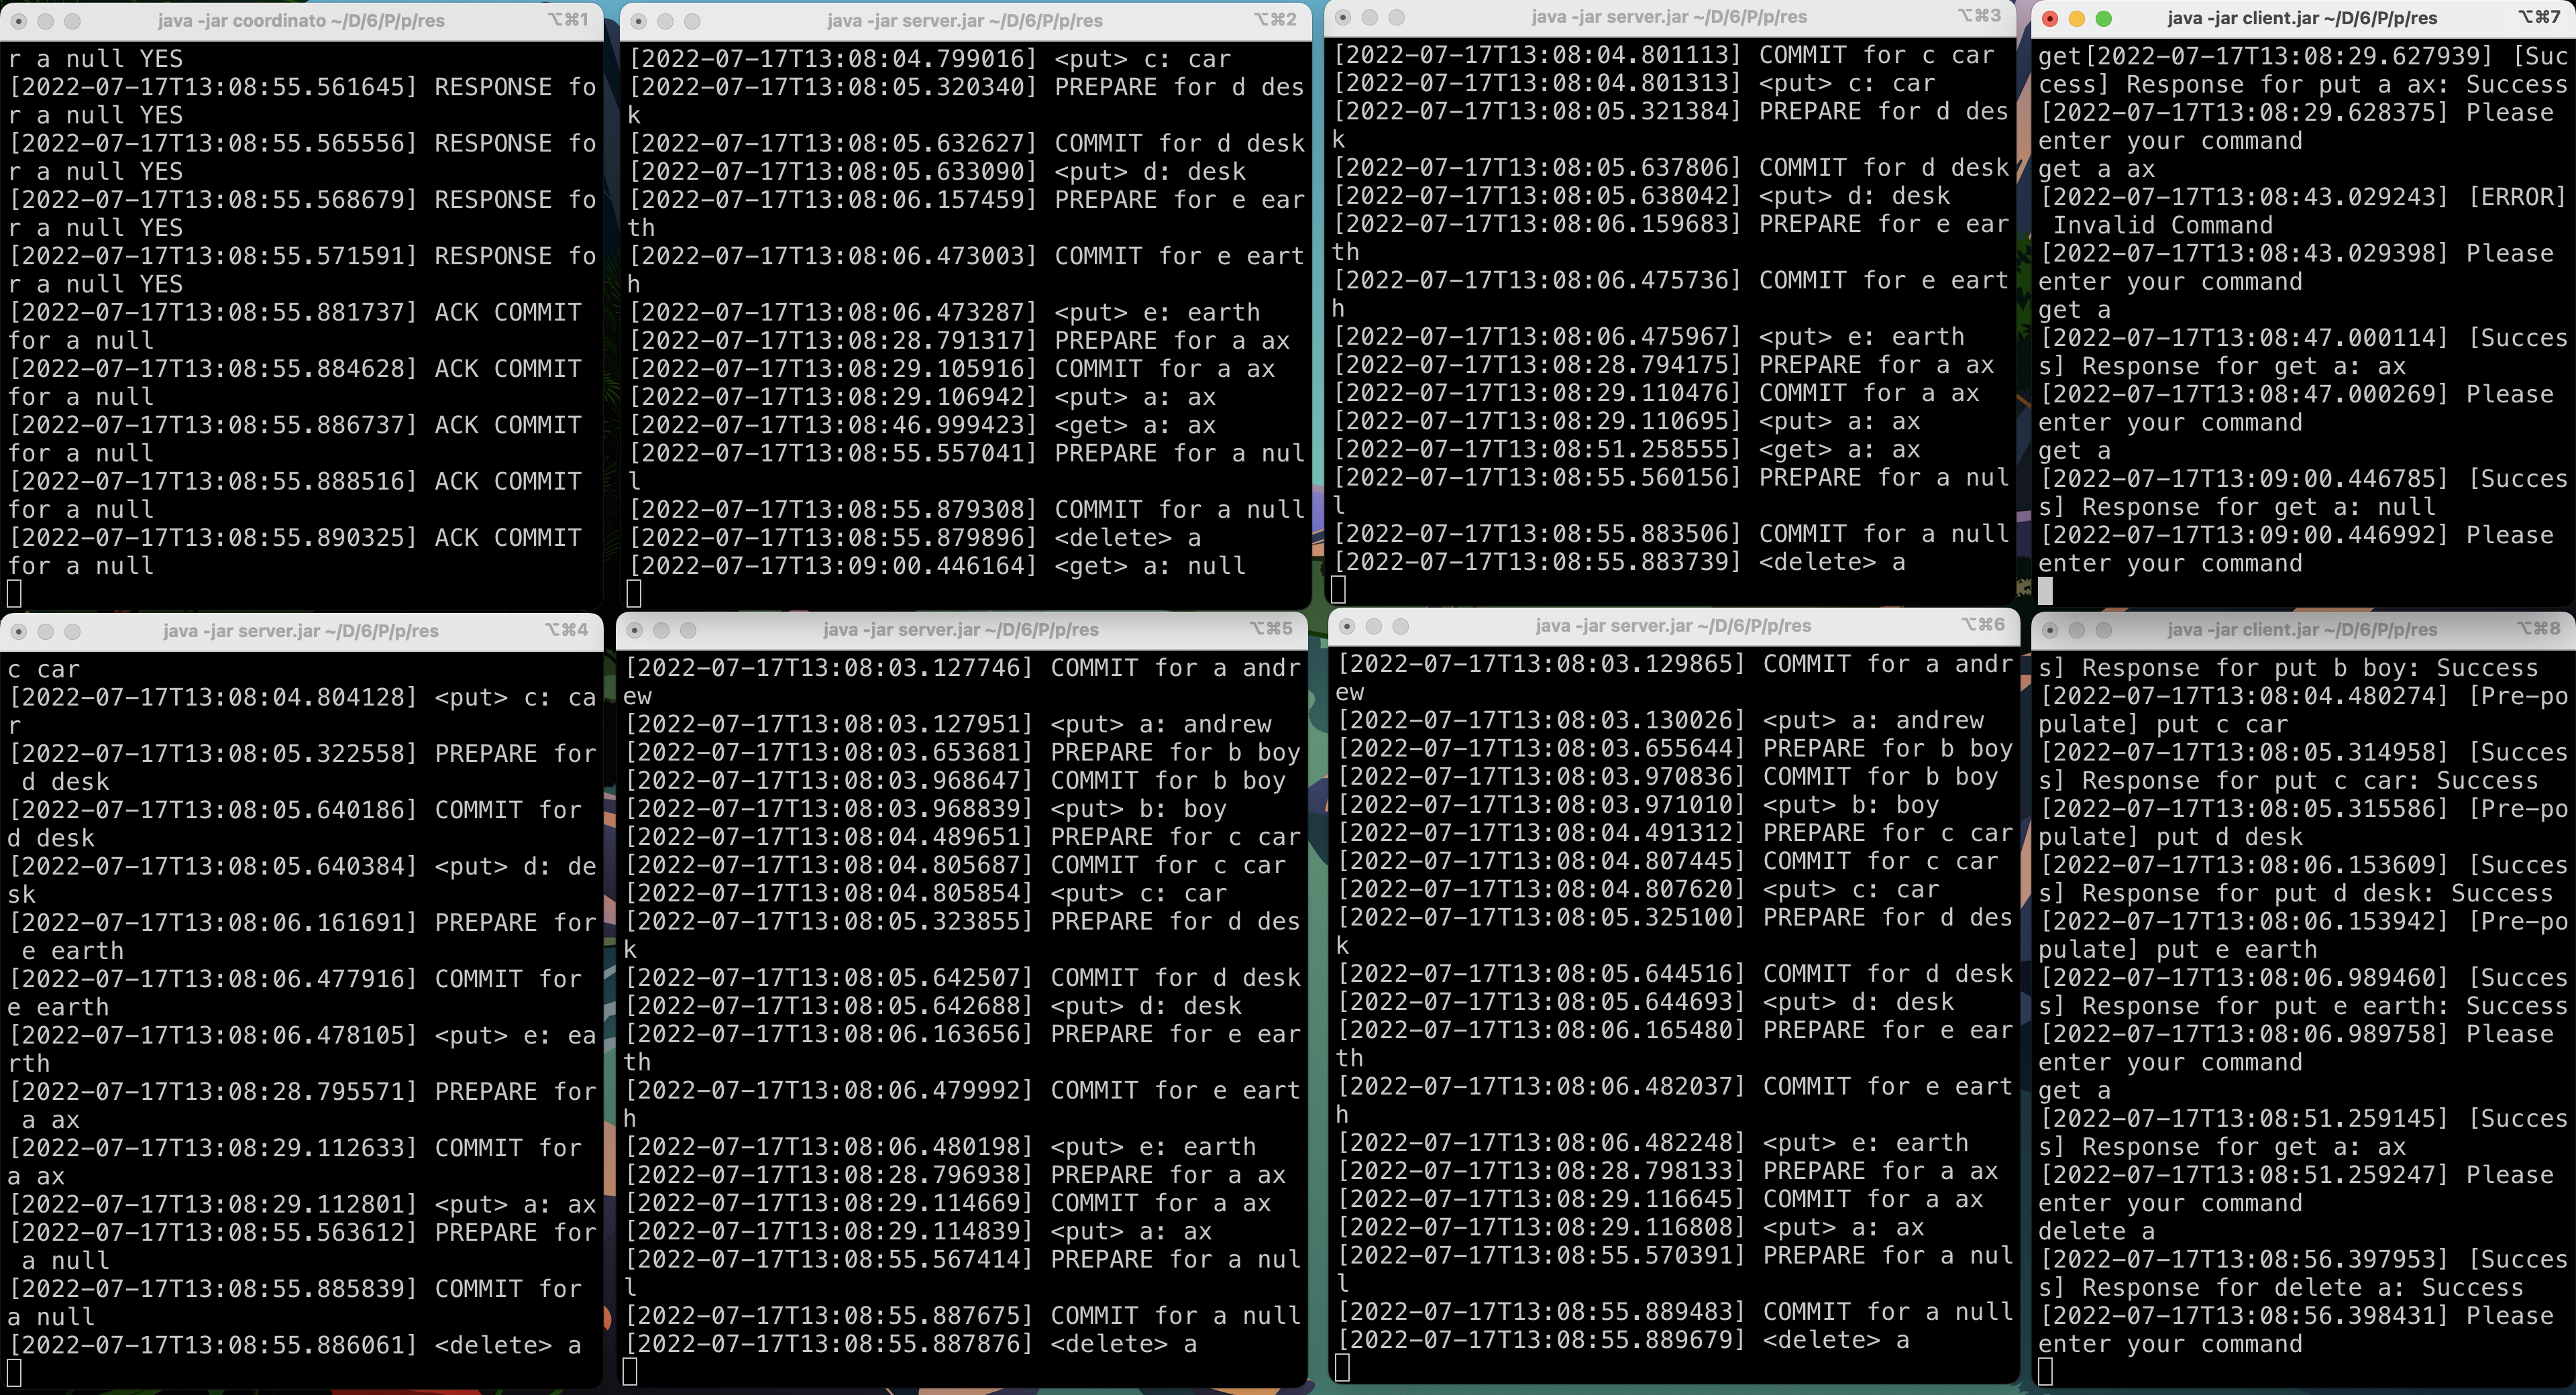 java -jar coordinato ~/D/6/P/p/res ⌥⌘1
r a null YES
[2022-07-17T13:08:55.561645] RESPONSE fo
r a null YES
[2022-07-17T13:08:55.565556] RESPONSE fo
r a null YES
[2022-07-17T13:08:55.568679] RESPONSE fo
r a null YES
[2022-07-17T13:08:55.571591] RESPONSE fo
r a null YES
[2022-07-17T13:08:55.881737] ACK COMMIT
for a null
[2022-07-17T13:08:55.884628] ACK COMMIT
for a null
[2022-07-17T13:08:55.886737] ACK COMMIT
for a null
[2022-07-17T13:08:55.888516] ACK COMMIT
for a null
[2022-07-17T13:08:55.890325] ACK COMMIT
for a null
java -jar server.jar ~/D/6/P/p/res ⌥⌘2
[2022-07-17T13:08:04.799016] <put> c: car
[2022-07-17T13:08:05.320340] PREPARE for d des
k
[2022-07-17T13:08:05.632627] COMMIT for d desk
[2022-07-17T13:08:05.633090] <put> d: desk
[2022-07-17T13:08:06.157459] PREPARE for e ear
th
[2022-07-17T13:08:06.473003] COMMIT for e eart
h
[2022-07-17T13:08:06.473287] <put> e: earth
[2022-07-17T13:08:28.791317] PREPARE for a ax
[2022-07-17T13:08:29.105916] COMMIT for a ax
[2022-07-17T13:08:29.106942] <put> a: ax
[2022-07-17T13:08:46.999423] <get> a: ax
[2022-07-17T13:08:55.557041] PREPARE for a nul
l
[2022-07-17T13:08:55.879308] COMMIT for a null
[2022-07-17T13:08:55.879896] <delete> a
[2022-07-17T13:09:00.446164] <get> a: null
java -jar server.jar ~/D/6/P/p/res ⌥⌘3
[2022-07-17T13:08:04.801113] COMMIT for c car
[2022-07-17T13:08:04.801313] <put> c: car
[2022-07-17T13:08:05.321384] PREPARE for d des
k
[2022-07-17T13:08:05.637806] COMMIT for d desk
[2022-07-17T13:08:05.638042] <put> d: desk
[2022-07-17T13:08:06.159683] PREPARE for e ear
th
[2022-07-17T13:08:06.475736] COMMIT for e eart
h
[2022-07-17T13:08:06.475967] <put> e: earth
[2022-07-17T13:08:28.794175] PREPARE for a ax
[2022-07-17T13:08:29.110476] COMMIT for a ax
[2022-07-17T13:08:29.110695] <put> a: ax
[2022-07-17T13:08:51.258555] <get> a: ax
[2022-07-17T13:08:55.560156] PREPARE for a nul
l
[2022-07-17T13:08:55.883506] COMMIT for a null
[2022-07-17T13:08:55.883739] <delete> a
java -jar client.jar ~/D/6/P/p/res ⌥⌘7
get[2022-07-17T13:08:29.627939] [Suc
cess] Response for put a ax: Success
[2022-07-17T13:08:29.628375] Please
enter your command
get a ax
[2022-07-17T13:08:43.029243] [ERROR]
Invalid Command
[2022-07-17T13:08:43.029398] Please
enter your command
get a
[2022-07-17T13:08:47.000114] [Succes
s] Response for get a: ax
[2022-07-17T13:08:47.000269] Please
enter your command
get a
[2022-07-17T13:09:00.446785] [Succes
s] Response for get a: null
[2022-07-17T13:09:00.446992] Please
enter your command
java -jar server.jar ~/D/6/P/p/res ⌥⌘4
c car
[2022-07-17T13:08:04.804128] <put> c: ca
r
[2022-07-17T13:08:05.322558] PREPARE for
d desk
[2022-07-17T13:08:05.640186] COMMIT for
d desk
[2022-07-17T13:08:05.640384] <put> d: de
sk
[2022-07-17T13:08:06.161691] PREPARE for
e earth
[2022-07-17T13:08:06.477916] COMMIT for
e earth
[2022-07-17T13:08:06.478105] <put> e: ea
rth
[2022-07-17T13:08:28.795571] PREPARE for
a ax
[2022-07-17T13:08:29.112633] COMMIT for
a ax
[2022-07-17T13:08:29.112801] <put> a: ax
[2022-07-17T13:08:55.563612] PREPARE for
a null
[2022-07-17T13:08:55.885839] COMMIT for
a null
[2022-07-17T13:08:55.886061] <delete> a
java -jar server.jar ~/D/6/P/p/res ⌥⌘5
[2022-07-17T13:08:03.127746] COMMIT for a andr
ew
[2022-07-17T13:08:03.127951] <put> a: andrew
[2022-07-17T13:08:03.653681] PREPARE for b boy
[2022-07-17T13:08:03.968647] COMMIT for b boy
[2022-07-17T13:08:03.968839] <put> b: boy
[2022-07-17T13:08:04.489651] PREPARE for c car
[2022-07-17T13:08:04.805687] COMMIT for c car
[2022-07-17T13:08:04.805854] <put> c: car
[2022-07-17T13:08:05.323855] PREPARE for d des
k
[2022-07-17T13:08:05.642507] COMMIT for d desk
[2022-07-17T13:08:05.642688] <put> d: desk
[2022-07-17T13:08:06.163656] PREPARE for e ear
th
[2022-07-17T13:08:06.479992] COMMIT for e eart
h
[2022-07-17T13:08:06.480198] <put> e: earth
[2022-07-17T13:08:28.796938] PREPARE for a ax
[2022-07-17T13:08:29.114669] COMMIT for a ax
[2022-07-17T13:08:29.114839] <put> a: ax
[2022-07-17T13:08:55.567414] PREPARE for a nul
l
[2022-07-17T13:08:55.887675] COMMIT for a null
[2022-07-17T13:08:55.887876] <delete> a
java -jar server.jar ~/D/6/P/p/res ⌥⌘6
[2022-07-17T13:08:03.129865] COMMIT for a andr
ew
[2022-07-17T13:08:03.130026] <put> a: andrew
[2022-07-17T13:08:03.655644] PREPARE for b boy
[2022-07-17T13:08:03.970836] COMMIT for b boy
[2022-07-17T13:08:03.971010] <put> b: boy
[2022-07-17T13:08:04.491312] PREPARE for c car
[2022-07-17T13:08:04.807445] COMMIT for c car
[2022-07-17T13:08:04.807620] <put> c: car
[2022-07-17T13:08:05.325100] PREPARE for d des
k
[2022-07-17T13:08:05.644516] COMMIT for d desk
[2022-07-17T13:08:05.644693] <put> d: desk
[2022-07-17T13:08:06.165480] PREPARE for e ear
th
[2022-07-17T13:08:06.482037] COMMIT for e eart
h
[2022-07-17T13:08:06.482248] <put> e: earth
[2022-07-17T13:08:28.798133] PREPARE for a ax
[2022-07-17T13:08:29.116645] COMMIT for a ax
[2022-07-17T13:08:29.116808] <put> a: ax
[2022-07-17T13:08:55.570391] PREPARE for a nul
l
[2022-07-17T13:08:55.889483] COMMIT for a null
[2022-07-17T13:08:55.889679] <delete> a
java -jar client.jar ~/D/6/P/p/res ⌥⌘8
s] Response for put b boy: Success
[2022-07-17T13:08:04.480274] [Pre-po
pulate] put c car
[2022-07-17T13:08:05.314958] [Succes
s] Response for put c car: Success
[2022-07-17T13:08:05.315586] [Pre-po
pulate] put d desk
[2022-07-17T13:08:06.153609] [Succes
s] Response for put d desk: Success
[2022-07-17T13:08:06.153942] [Pre-po
pulate] put e earth
[2022-07-17T13:08:06.989460] [Succes
s] Response for put e earth: Success
[2022-07-17T13:08:06.989758] Please
enter your command
get a
[2022-07-17T13:08:51.259145] [Succes
s] Response for get a: ax
[2022-07-17T13:08:51.259247] Please
enter your command
delete a
[2022-07-17T13:08:56.397953] [Succes
s] Response for delete a: Success
[2022-07-17T13:08:56.398431] Please
enter your command